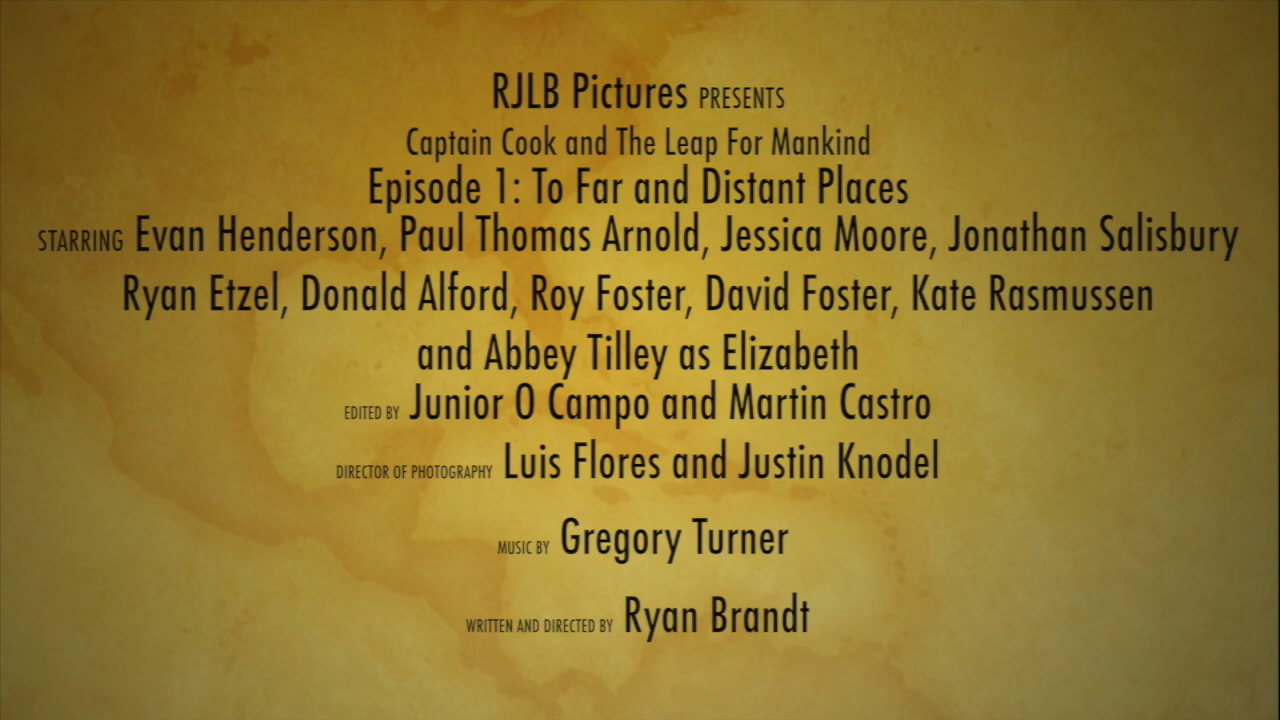 RJLB Pictures PRESENTS
Captain Cook and The Leap For Mankind
Episode 1: To Far and Distant Places
STARRING Evan Henderson, Paul Thomas Arnold, Jessica Moore, Jonathan Salisbury
Ryan Etzel, Donald Alford, Roy Foster, David Foster, Kate Rasmussen
and Abbey Tilley as Elizabeth
EDITED BY Junior O Campo and Martin Castro
DIRECTOR OF PHOTOGRAPHY Luis Flores and Justin Knodel
MUSIC BY Gregory Turner
WRITTEN AND DIRECTED BY Ryan Brandt